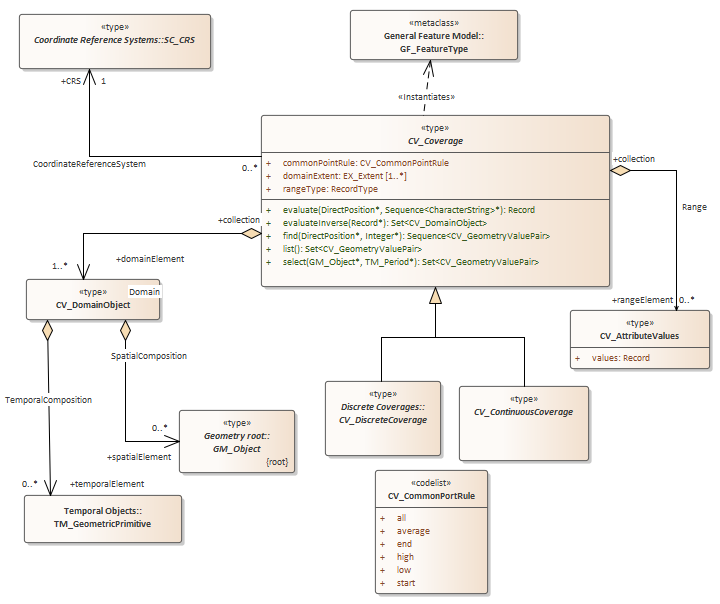 «type»
Coordinate Reference Systems::SC_CRS
«metaclass»
General Feature Model::
GF_FeatureType
+CRS
1
«Instantiates»
CoordinateReferenceSystem
0..*
«type»
CV_Coverage
+ commonPointRule: CV_CommonPointRule
+ domainExtent: EX_Extent [1..*]
+ rangeType: RecordType
+ evaluate(DirectPosition*, Sequence<CharacterString>*): Record
+ evaluateInverse(Record*): Set<CV_DomainObject>
+ find(DirectPosition*, Integer*): Sequence<CV_GeometryValuePair>
+ list(): Set<CV_GeometryValuePair>
+ select(GM_Object*, TM_Period*): Set<CV_GeometryValuePair>
+collection
Range
+collection
+domainElement
1..*
+rangeElement
0..*
«type»
Domain
CV_DomainObject
«type»
CV_AttributeValues
+ values: Record
SpatialComposition
TemporalComposition
0..*
+spatialElement
«type»
Geometry root::
GM_Object
{root}
«type»
Discrete Coverages::
CV_DiscreteCoverage
«type»
CV_ContinuousCoverage
0..*
+temporalElement
Temporal Objects::
TM_GeometricPrimitive
«codelist»
CV_CommonPortRule
+ all
+ average
+ end
+ high
+ low
+ start